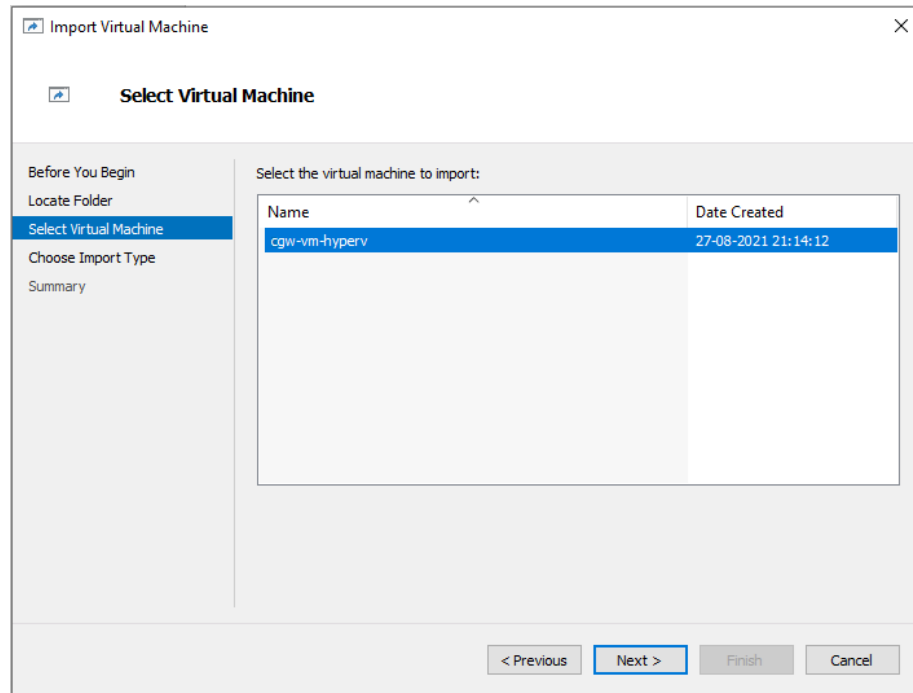 Import Virtual Machine
Select Virtual Machine
Before You Begin
Locate Folder
Select Virtual Machine
Choose Import Type
Summary
Select the virtual machine to import:
Name Date Created
cgw-vm-hyperv 27-08-2021 21:14:12
< Previous Next > Finish Cancel